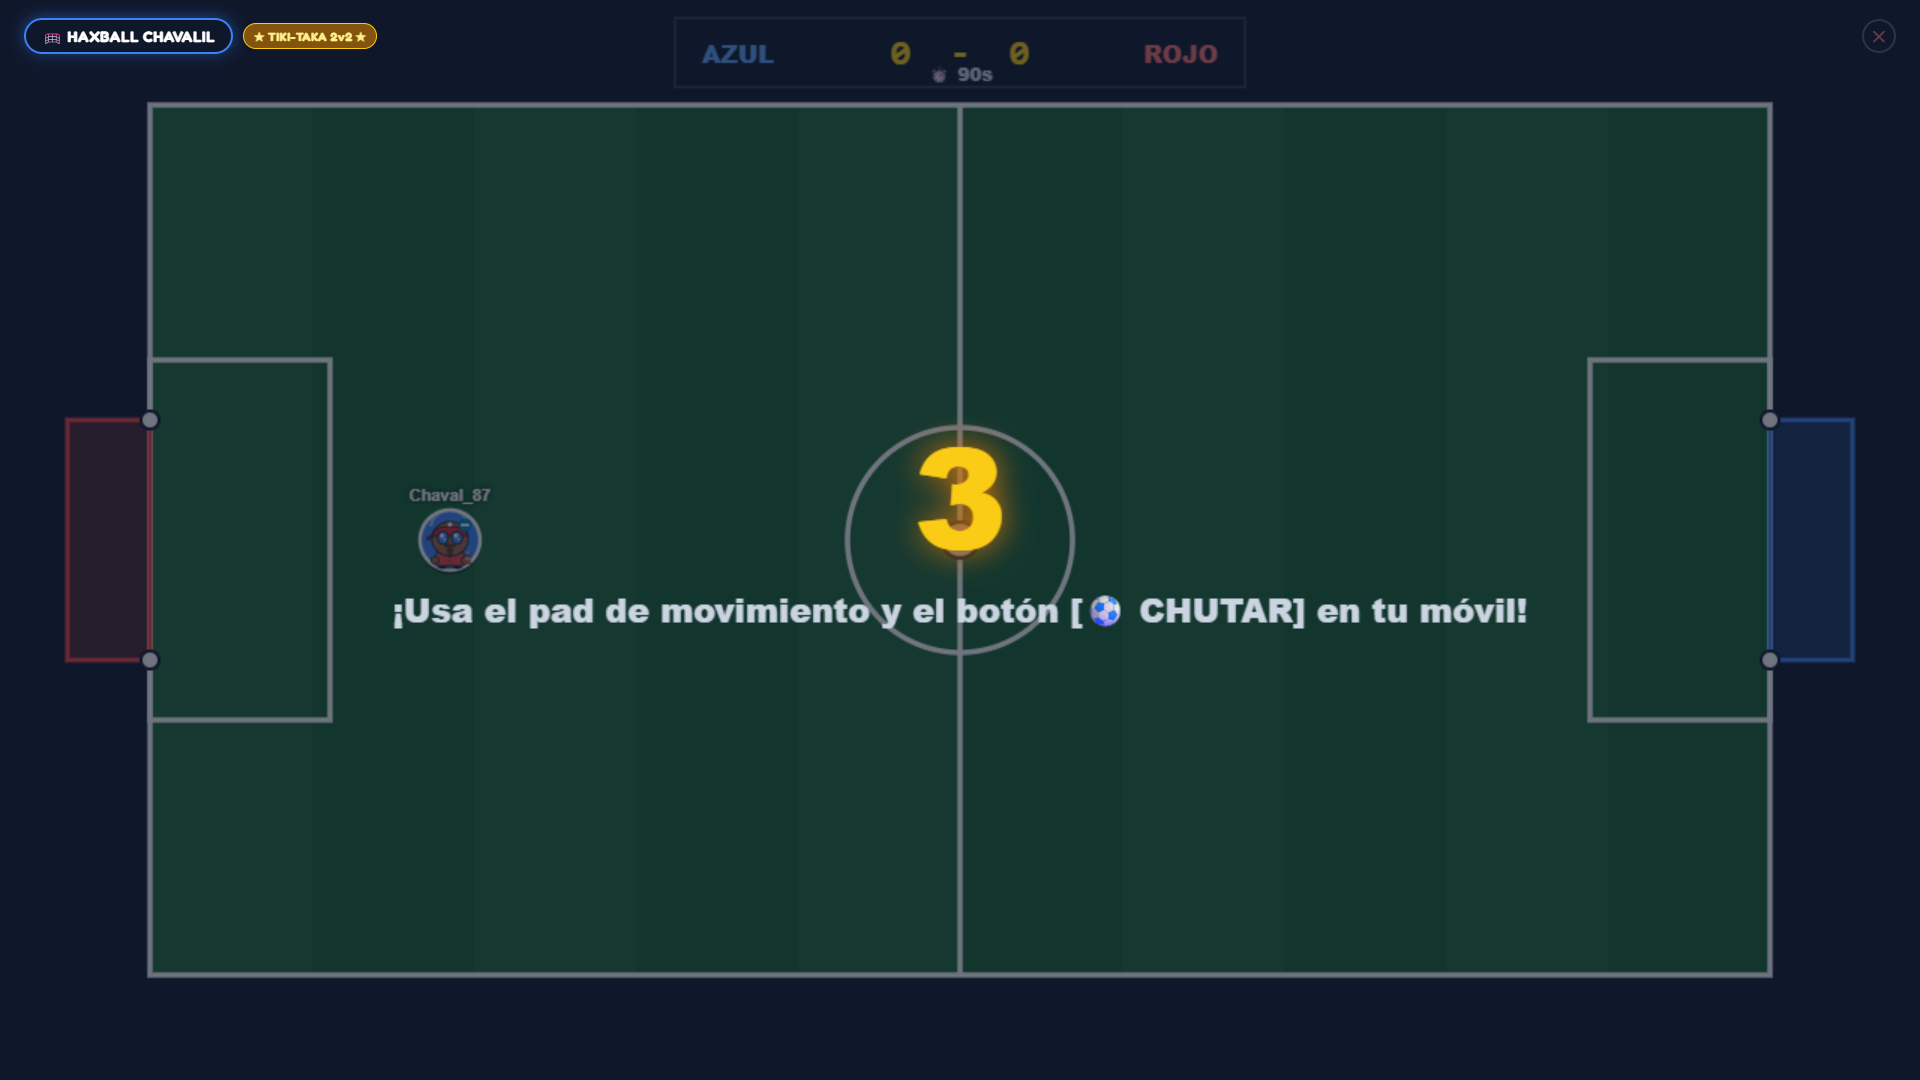 HAXBALL CHAVALIL
★ TIKI-TAKA 2v2 ★
AZUL 0 - 0 ROJO
90s
Chaval_87
3
¡Usa el pad de movimiento y el botón [⚽ CHUTAR] en tu móvil!